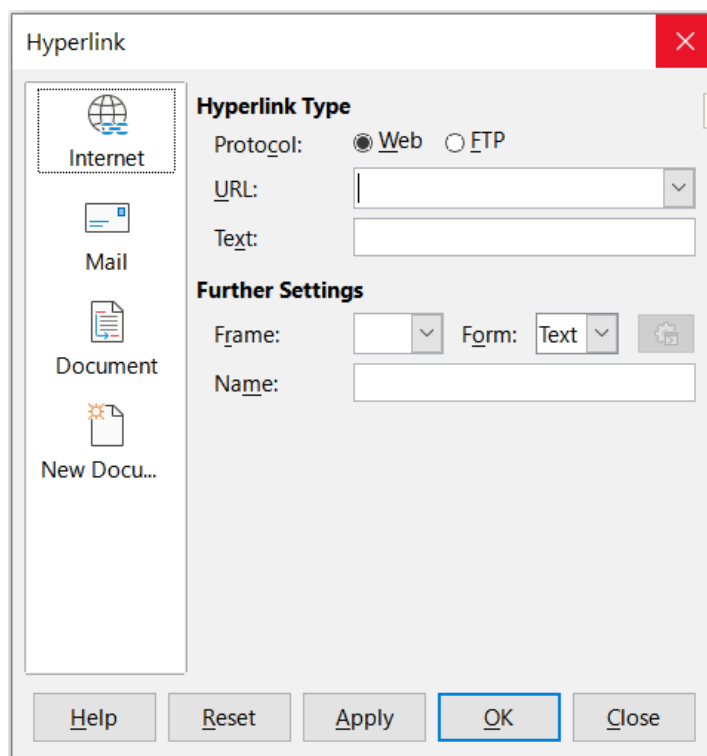 Hyperlink
Internet
Mail
Document
New Docu...
Hyperlink Type
Protocol: Web FTP
URL:
Text:
Further Settings
Frame: Form: Text
Name:
Help Reset Apply OK Close